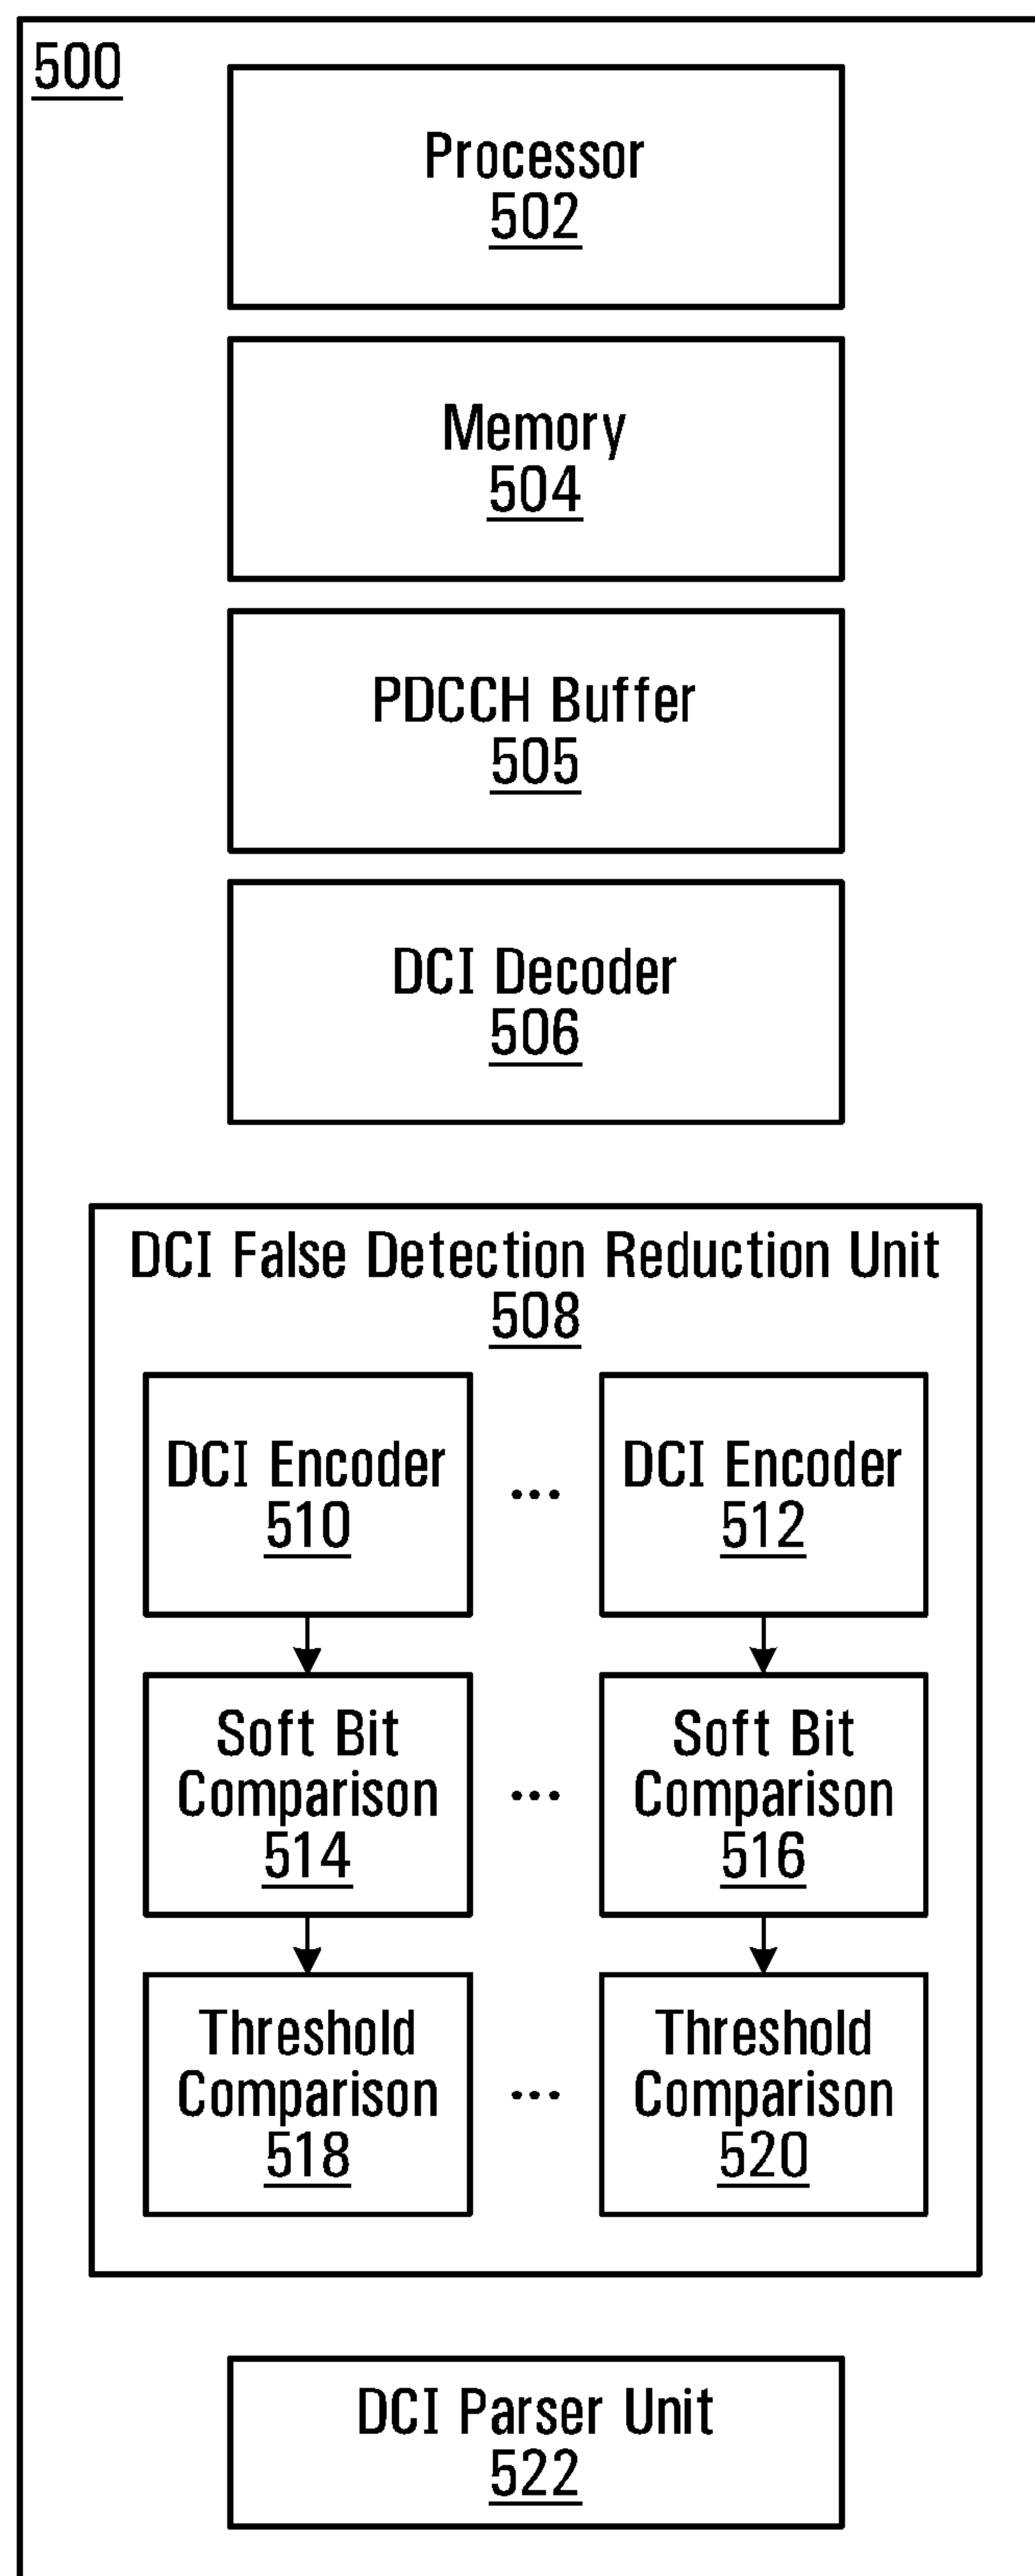 500
Processor
502
Memory
504
PDCCH Buffer
505
DCI Decoder
506
DCI False Detection Reduction Unit
508
DCI Encoder
510
...
DCI Encoder
512
Soft Bit
Comparison
514
...
Soft Bit
Comparison
516
Threshold
Comparison
518
...
Threshold
Comparison
520
DCI Parser Unit
522